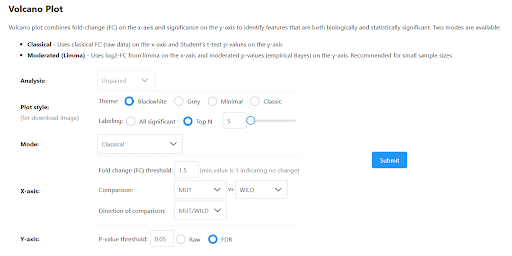 Volcano Plot
Volcano plot combines fold-change (FC) on the x-axis and significance on the y-axis to identify features that are both biologically and statistically significant. Two modes are available:
• Classical - Uses classical FC (raw data) on the x-axis and Student's t-test p-values on the y-axis
• Moderated (Limma) - Uses log2-FC from limma on the x-axis and moderated p-values (empirical Bayes) on the y-axis. Recommended for small sample sizes
Analysis: Unpaired
Plot style: Theme: Blackwhite Grey Minimal Classic
(for download image) Labeling: All significant Top N 5
Mode: Classical
Submit
Fold change (FC) threshold: 1.5 (min value is 1 indicating no change)
X-axis: Comparison: MUT vs WILD
Direction of comparison: MUT/WILD
Y-axis: P-value threshold: 0.05 Raw FDR